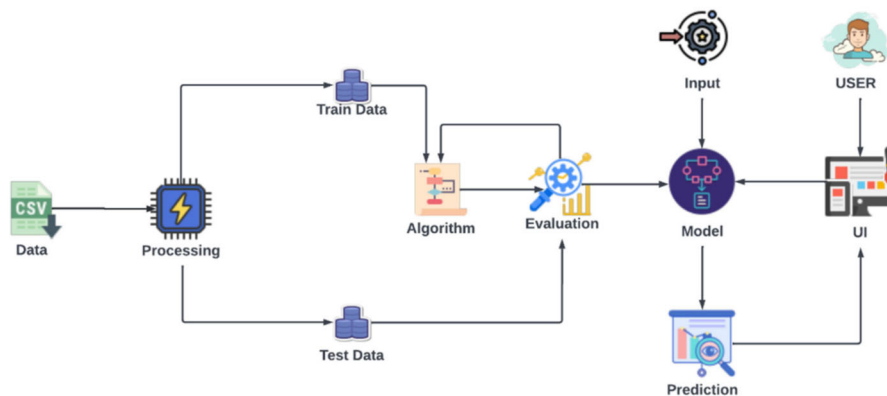 Input
USER
Train Data
CSV
Data
Processing
Algorithm
Evaluation
Model
UI
Test Data
Prediction